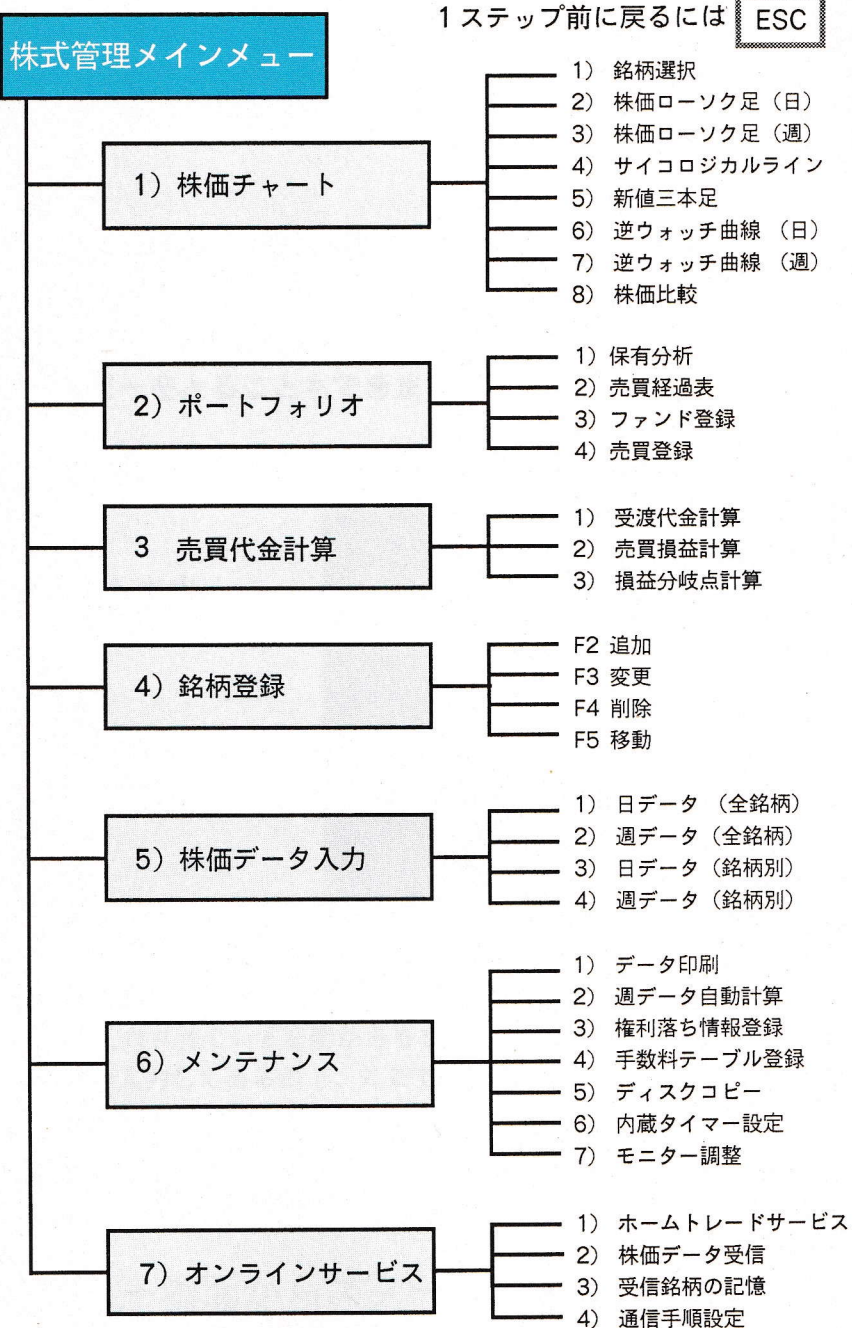 1ステップ前に戻るには ESC
株式管理メインメニュー
1）株価チャート
1） 銘柄選択
2） 株価ローソク足（日）
3） 株価ローソク足（週）
4） サイコロジカルライン
5） 新値三本足
6） 逆ウォッチ曲線 （日）
7） 逆ウォッチ曲線 （週）
8） 株価比較
2）ポートフォリオ
1）保有分析
2）売買経過表
3）ファンド登録
4）売買登録
3 売買代金計算
1） 受渡代金計算
2） 売買損益計算
3） 損益分岐点計算
4）銘柄登録
F2 追加
F3 変更
F4 削除
F5 移動
5）株価データ入力
1） 日データ （全銘柄）
2） 週データ （全銘柄）
3） 日データ（銘柄別）
4） 週データ（銘柄別）
6）メンテナンス
1） データ印刷
2） 週データ自動計算
3） 権利落ち情報登録
4） 手数料テーブル登録
5） ディスクコピー
6） 内蔵タイマー設定
7） モニター調整
7）オンラインサービス
1） ホームトレードサービス
2） 株価データ受信
3） 受信銘柄の記憶
4） 通信手順設定